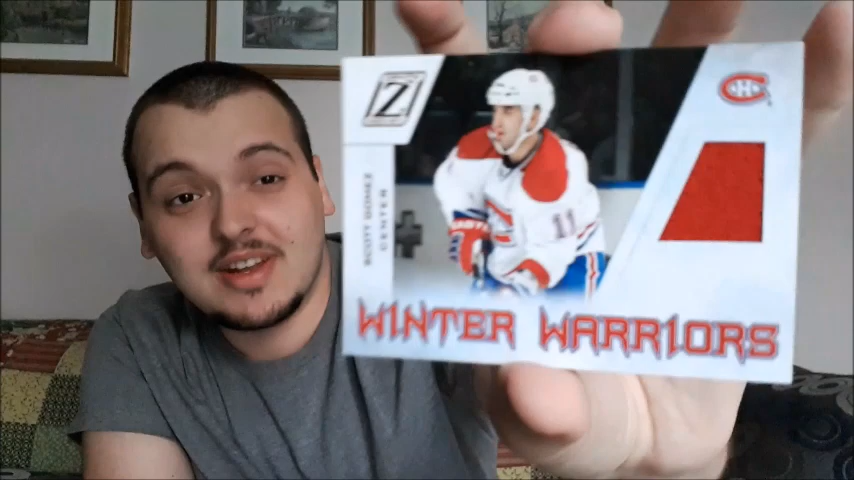 Z
CH
SCOTT GOMEZ
CENTER
11
WINTER WARRIORS